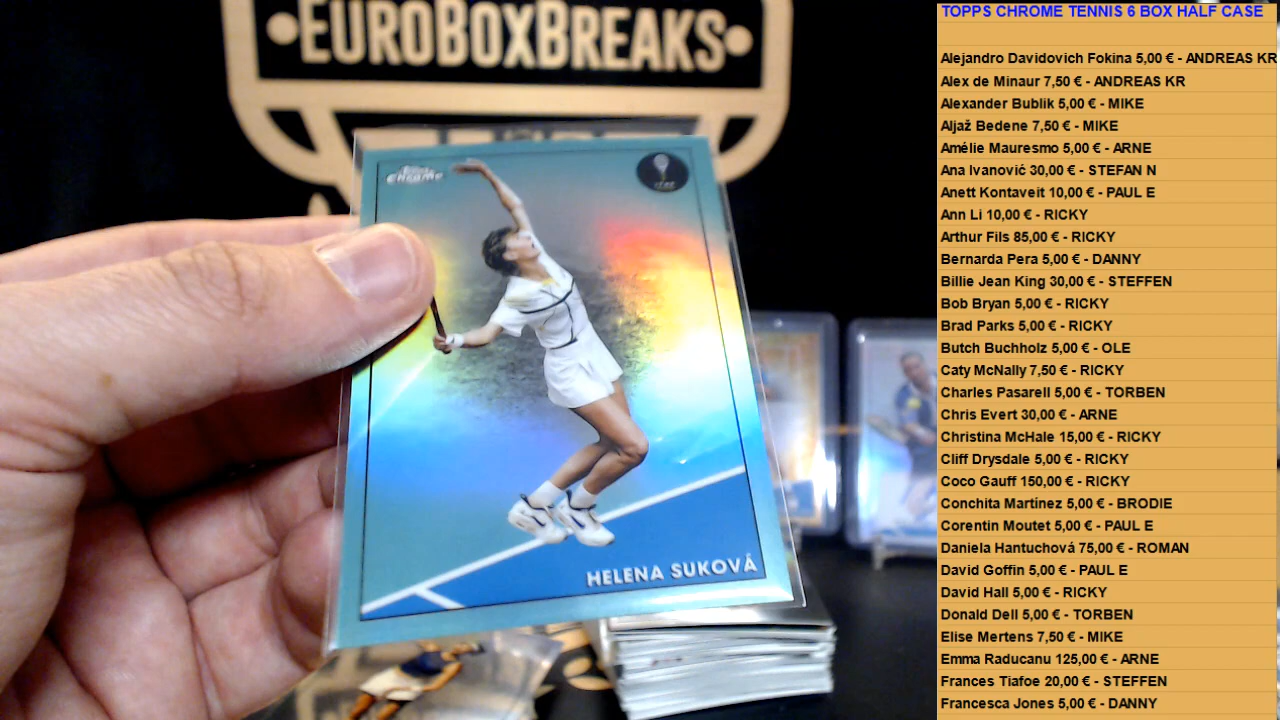 EUROBOXBREAKS
Topps
Chrome
HELENA SUKOVÁ
TOPPS CHROME TENNIS 6 BOX HALF CASE
Alejandro Davidovich Fokina 5,00 € - ANDREAS KR
Alex de Minaur 7,50 € - ANDREAS KR
Alexander Bublik 5,00 € - MIKE
Aljaž Bedene 7,50 € - MIKE
Amélie Mauresmo 5,00 € - ARNE
Ana Ivanović 30,00 € - STEFAN N
Anett Kontaveit 10,00 € - PAUL E
Ann Li 10,00 € - RICKY
Arthur Fils 85,00 € - RICKY
Bernarda Pera 5,00 € - DANNY
Billie Jean King 30,00 € - STEFFEN
Bob Bryan 5,00 € - RICKY
Brad Parks 5,00 € - RICKY
Butch Buchholz 5,00 € - OLE
Caty McNally 7,50 € - RICKY
Charles Pasarell 5,00 € - TORBEN
Chris Evert 30,00 € - ARNE
Christina McHale 15,00 € - RICKY
Cliff Drysdale 5,00 € - RICKY
Coco Gauff 150,00 € - RICKY
Conchita Martínez 5,00 € - BRODIE
Corentin Moutet 5,00 € - PAUL E
Daniela Hantuchová 75,00 € - ROMAN
David Goffin 5,00 € - PAUL E
David Hall 5,00 € - RICKY
Donald Dell 5,00 € - TORBEN
Elise Mertens 7,50 € - MIKE
Emma Raducanu 125,00 € - ARNE
Frances Tiafoe 20,00 € - STEFFEN
Francesca Jones 5,00 € - DANNY